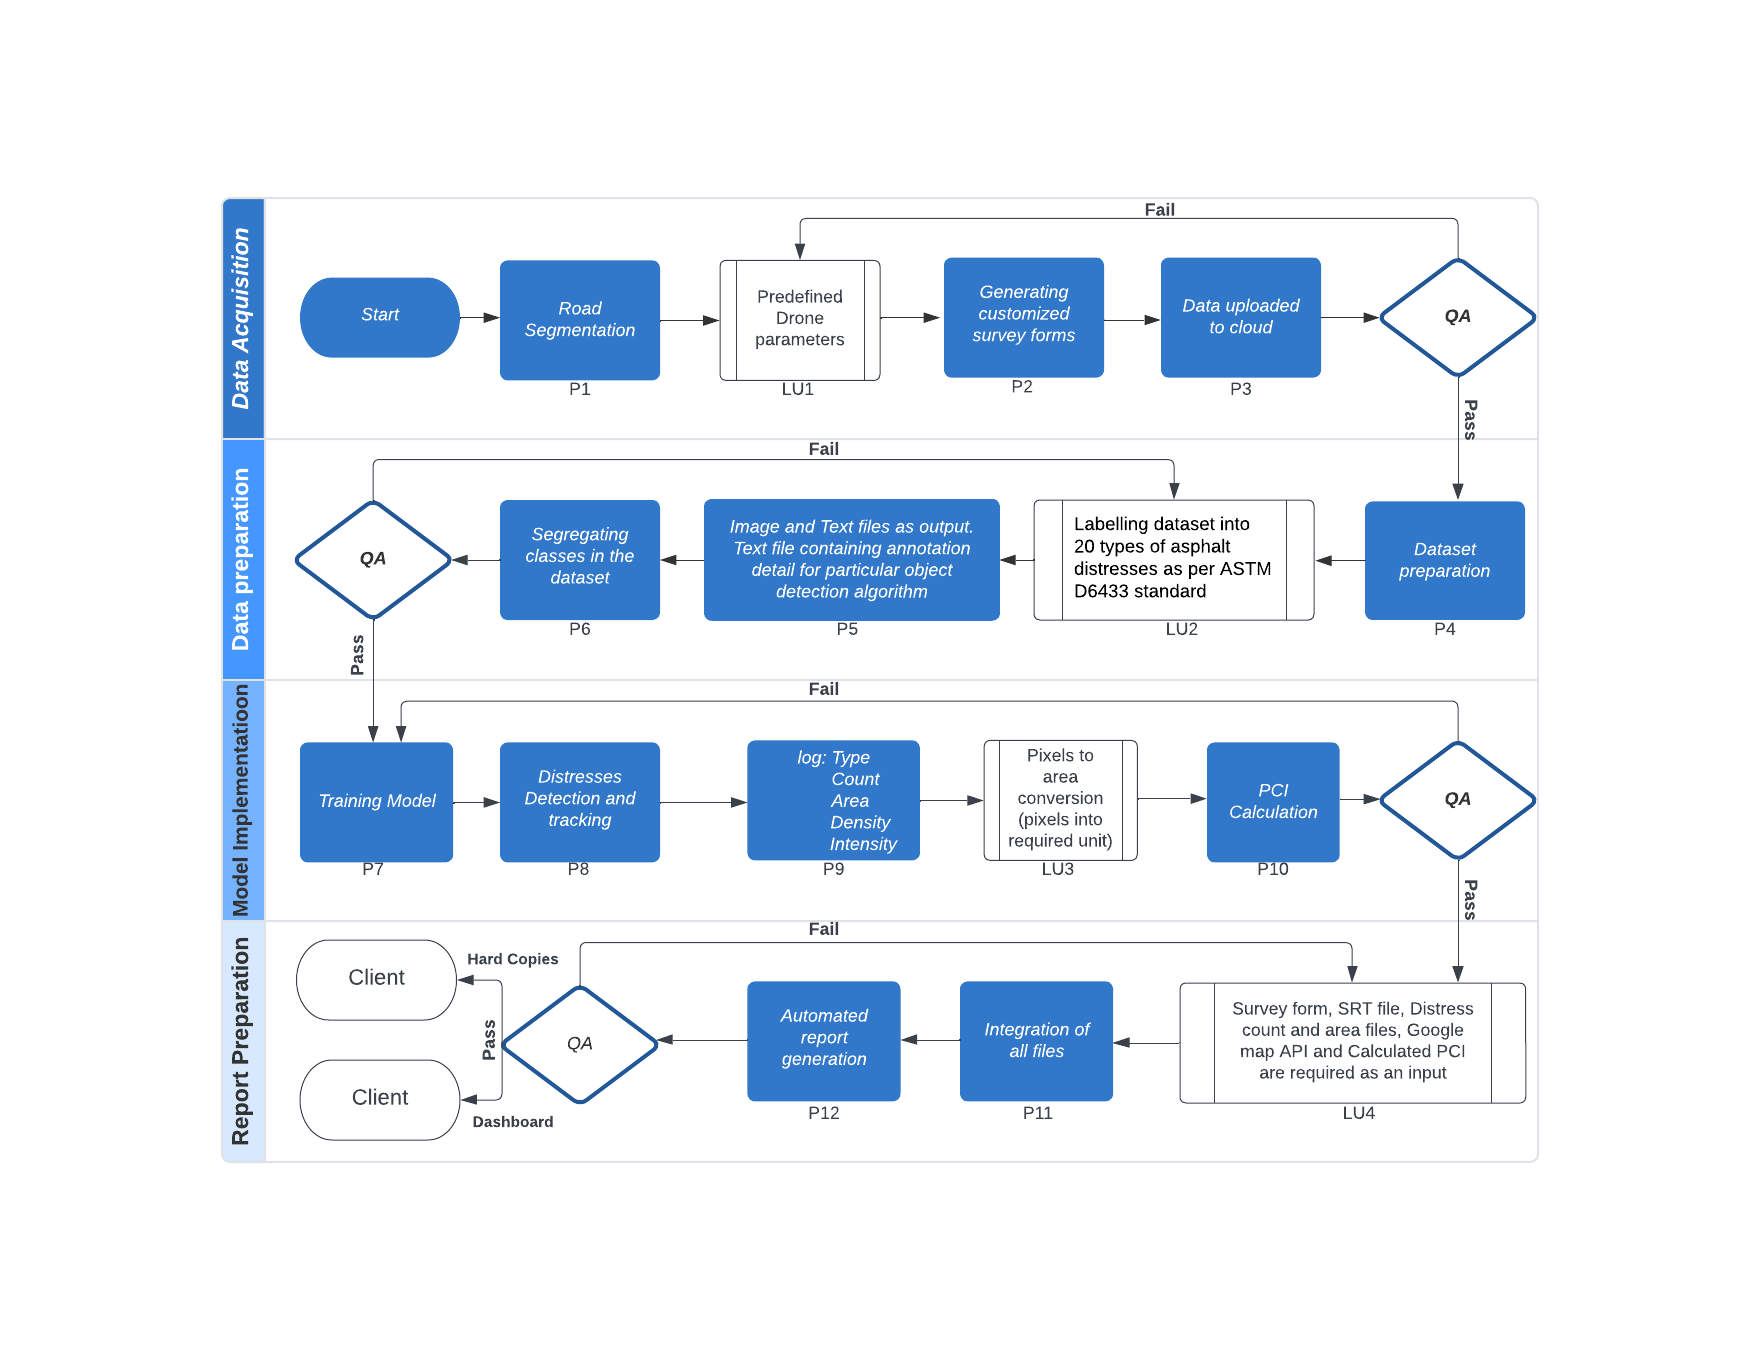 Data Acquisition
Fail
Start
Road
Segmentation
P1
Predefined
Drone
parameters
LU1
Generating
customized
survey forms
P2
Data uploaded
to cloud
P3
QA
Pass
Data preparation
Fail
QA
Pass
Segregating
classes in the
dataset
P6
Image and Text files as output.
Text file containing annotation
detail for particular object
detection algorithm
P5
Labelling dataset into
20 types of asphalt
distresses as per ASTM
D6433 standard
LU2
Dataset
preparation
P4
Model Implementatioon
Fail
Training Model
P7
Distresses
Detection and
tracking
P8
log: Type
Count
Area
Density
Intensity
P9
Pixels to
area
conversion
(pixels into
required unit)
LU3
PCI
Calculation
P10
QA
Pass
Report Preparation
Fail
Client
Hard Copies
Pass
Client
Dashboard
QA
Automated
report
generation
P12
Integration of
all files
P11
Survey form, SRT file, Distress
count and area files, Google
map API and Calculated PCI
are required as an input
LU4